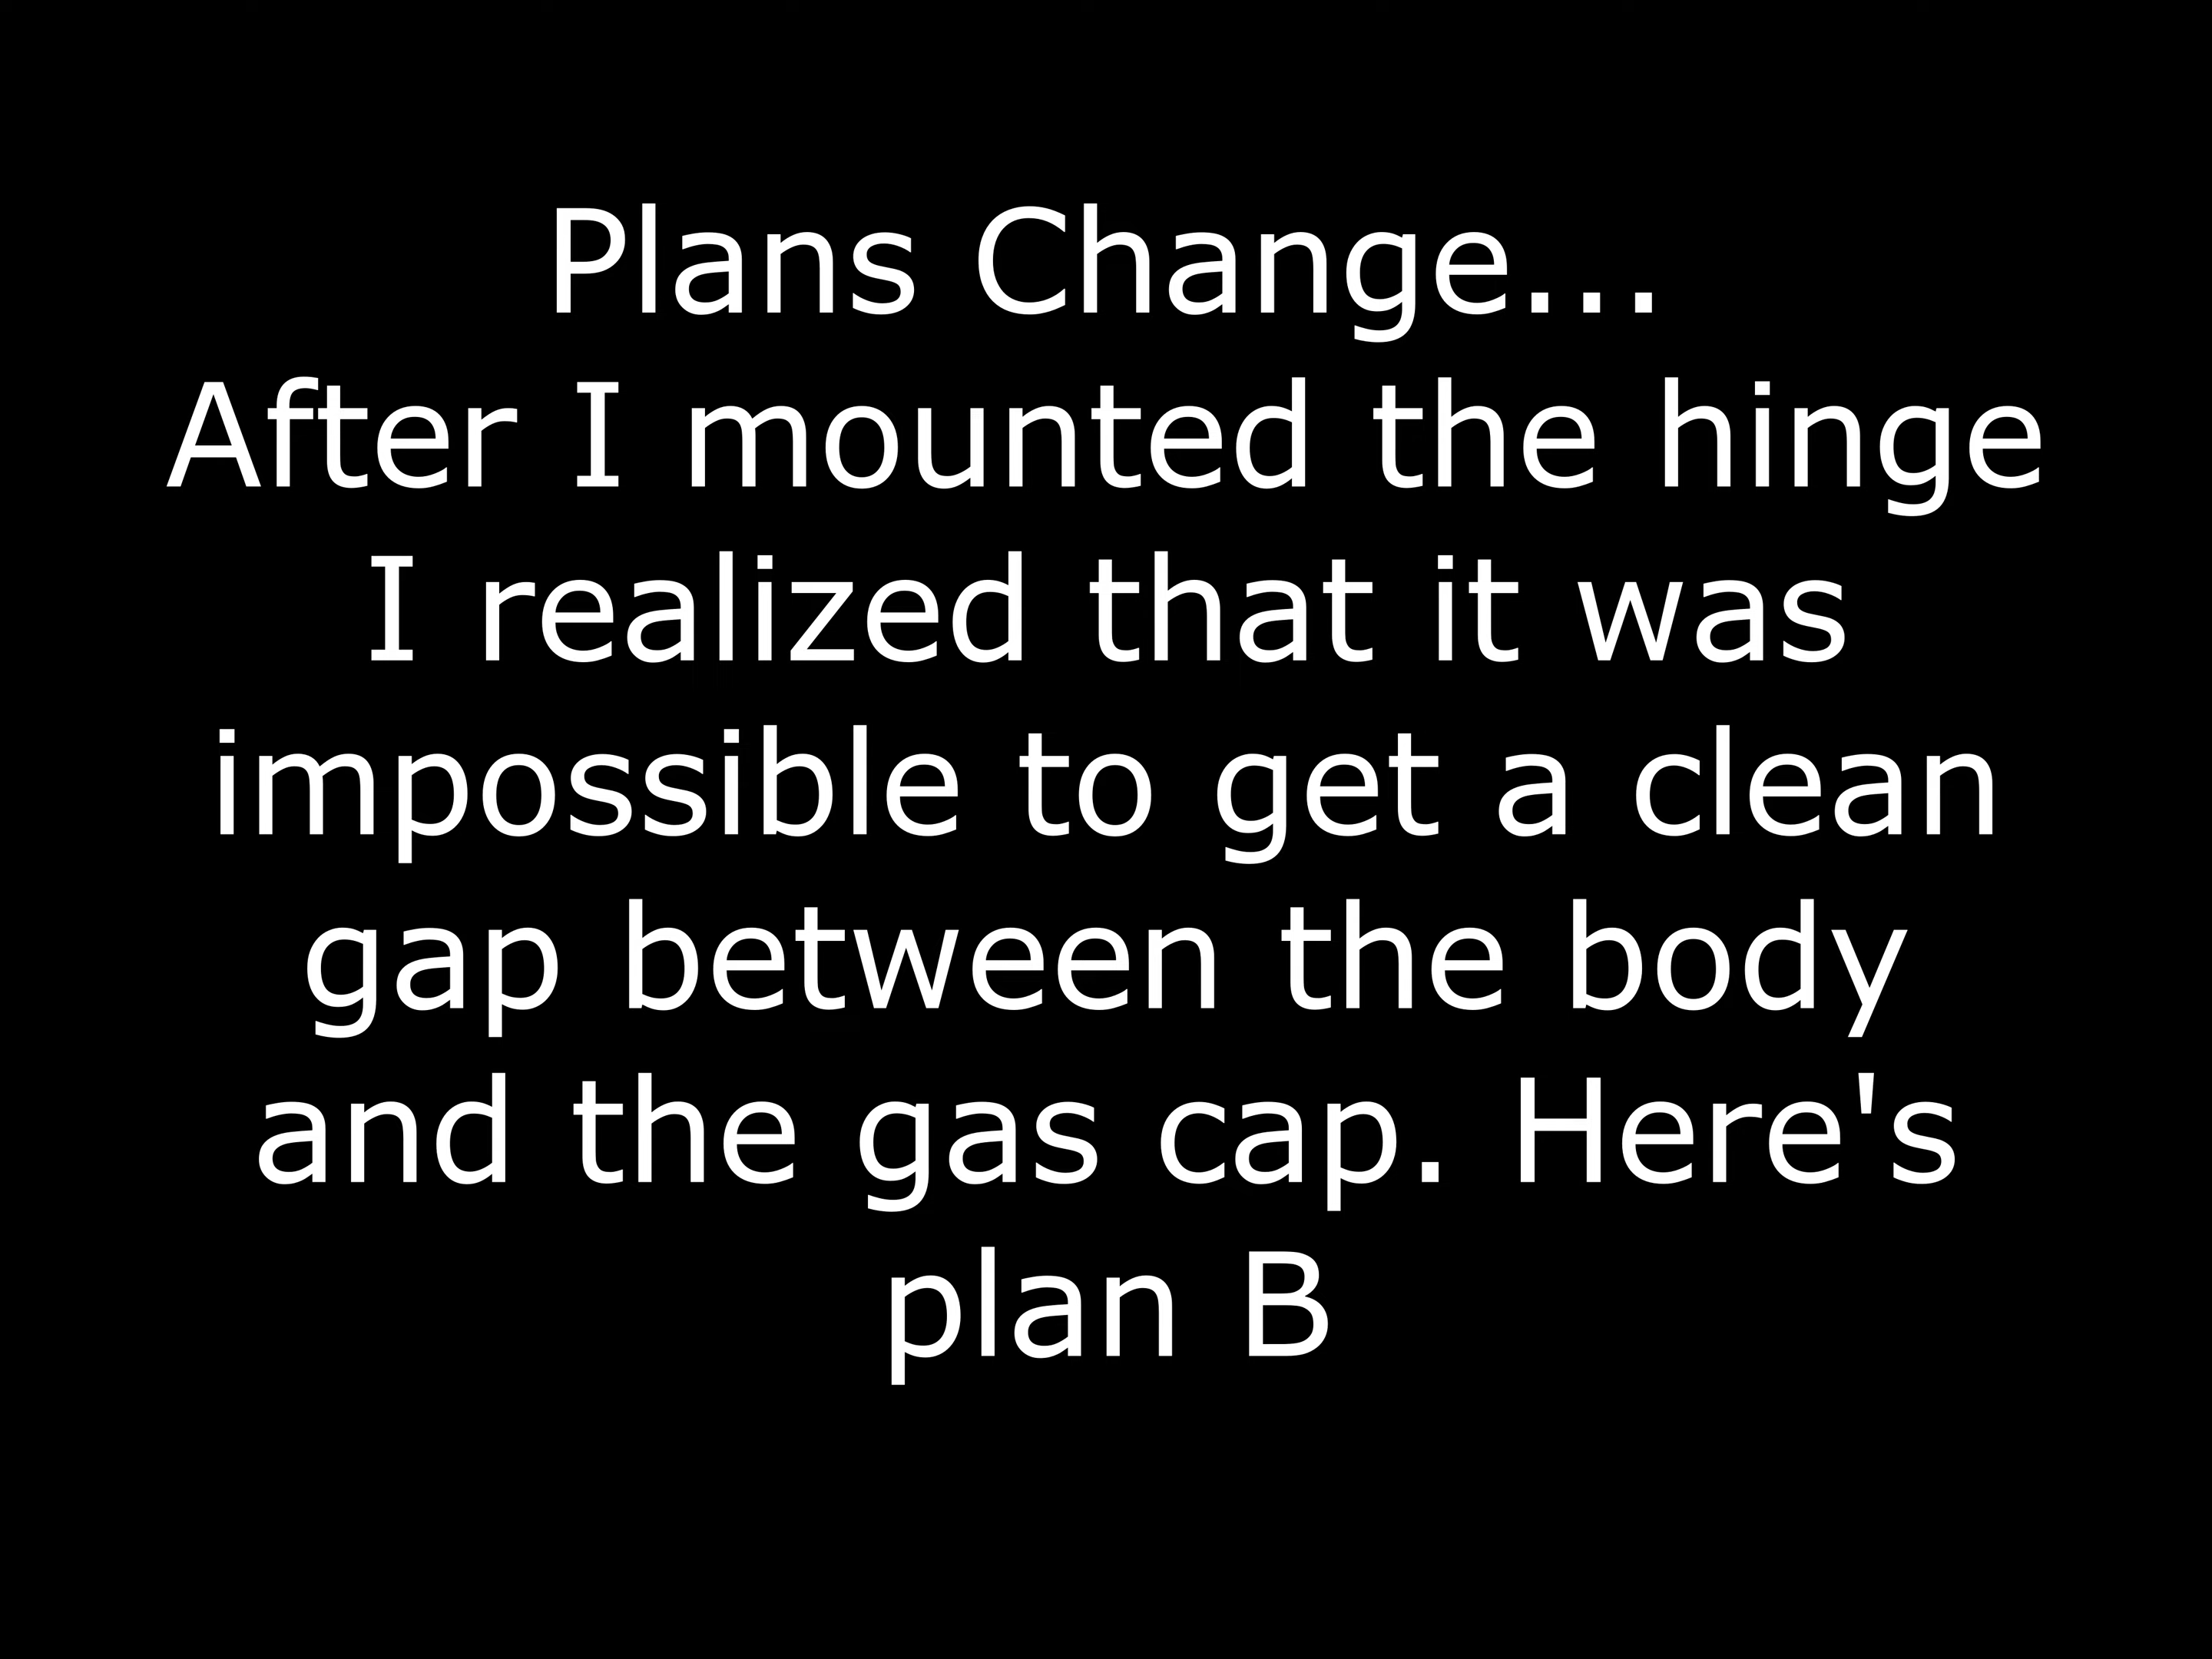 Plans Change...
After I mounted the hinge
I realized that it was
impossible to get a clean
gap between the body
and the gas cap. Here's
plan B